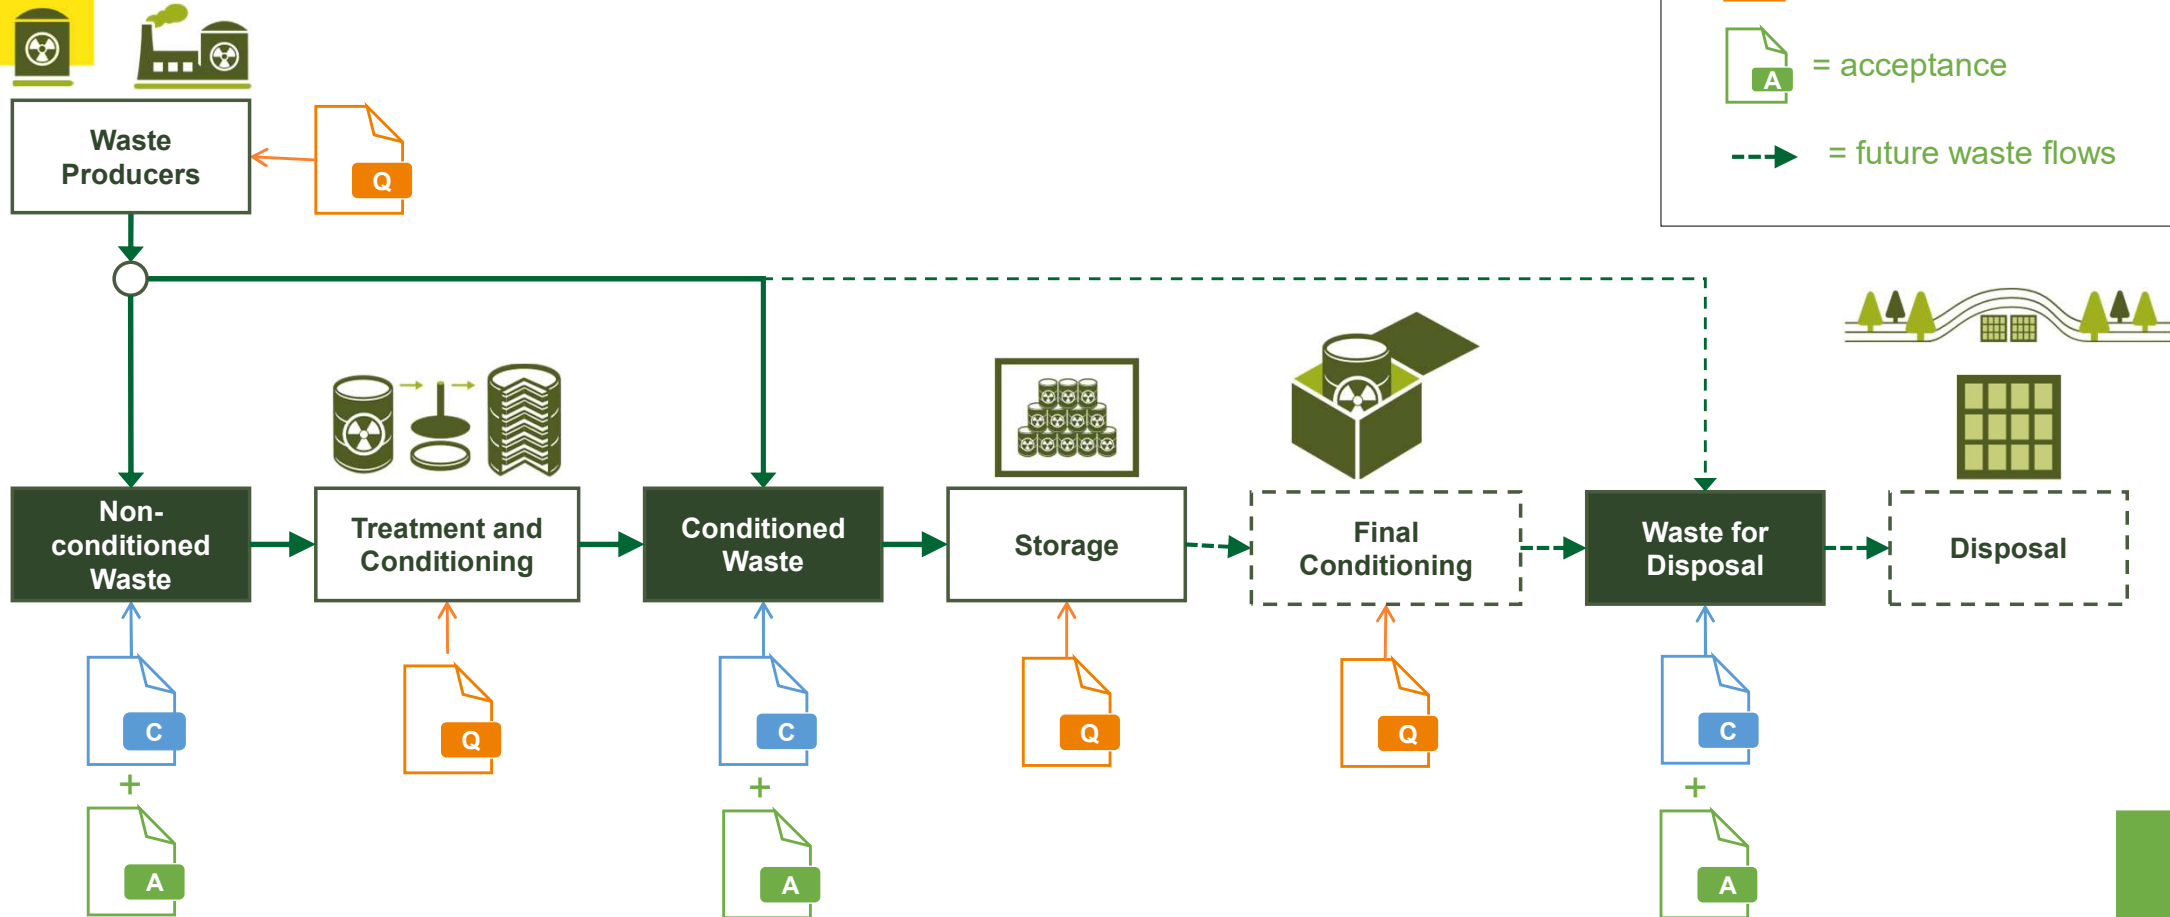 = acceptance
A
= future waste flows
Waste
Producers
Q
Non-
conditioned
Waste
Treatment and
Conditioning
Conditioned
Waste
Storage
Final
Conditioning
Waste for
Disposal
Disposal
C
Q
C
Q
Q
C
+
+
+
A
A
A